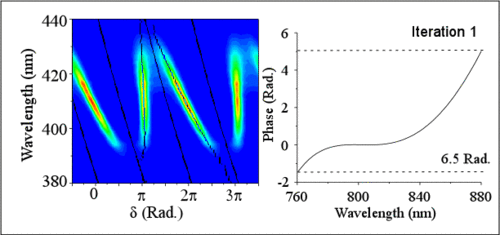 440
420
400
380
Wavelength (nm)
0
π
2π
3π
δ (Rad.)
Iteration 1
6
4
2
0
-2
Phase (Rad.)
6.5 Rad.
760
800
840
880
Wavelength (nm)